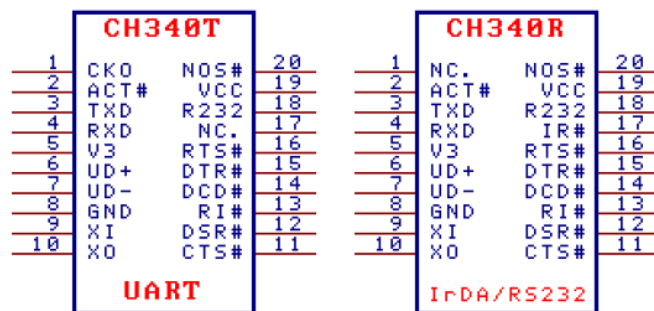 CH340T
1 CKO NOS# 20
2 ACT# VCC 19
3 TXD R232 18
4 RXD NC. 17
5 V3 RTS# 16
6 UD+ DTR# 15
7 UD- DCD# 14
8 GND RI# 13
9 XI DSR# 12
10 XO CTS# 11
UART
CH340R
1 NC. NOS# 20
2 ACT# VCC 19
3 TXD R232 18
4 RXD IR# 17
5 V3 RTS# 16
6 UD+ DTR# 15
7 UD- DCD# 14
8 GND RI# 13
9 XI DSR# 12
10 XO CTS# 11
IrDA/RS232